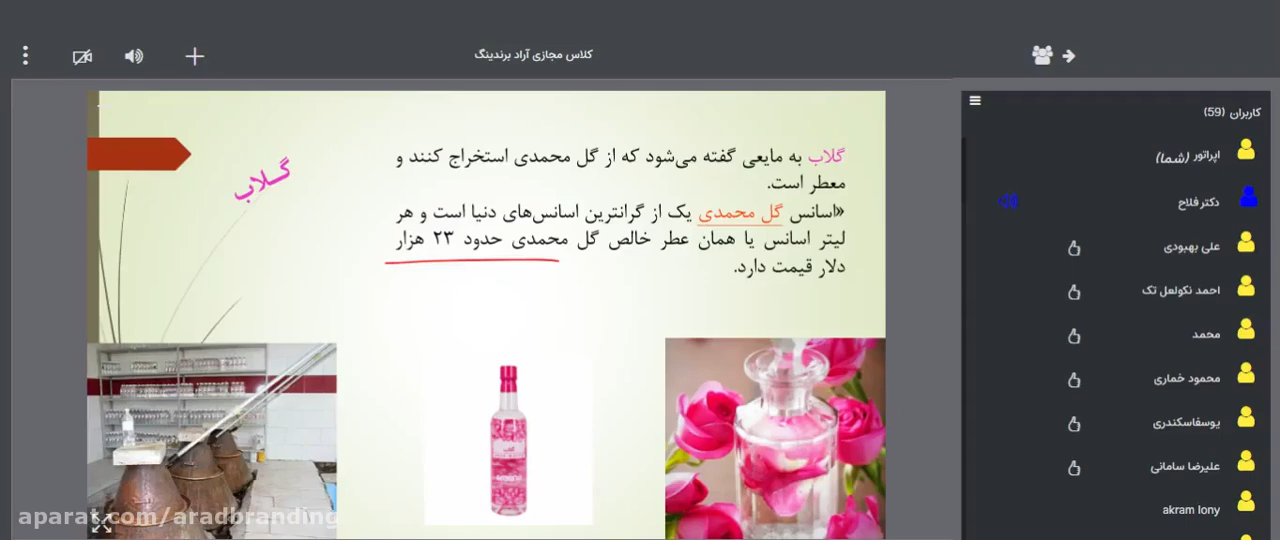 کلاس مجازی آراد برندینگ
کاربران (59)
اپراتور (شما)
دکتر فلاح
علی بهبودی
احمد نکولعل تک
محمد
محمود خماری
یوسفاسکندری
علیرضا سامانی
akram lony
گلاب
گلاب به مایعی گفته می‌شود که از گل محمدی استخراج کنند و
معطر است.
«اسانس گل محمدی یک از گرانترین اسانس‌های دنیا است و هر
لیتر اسانس یا همان عطر خالص گل محمدی حدود ۲۳ هزار
دلار قیمت دارد.
گلاب
aparat.com/aradbranding